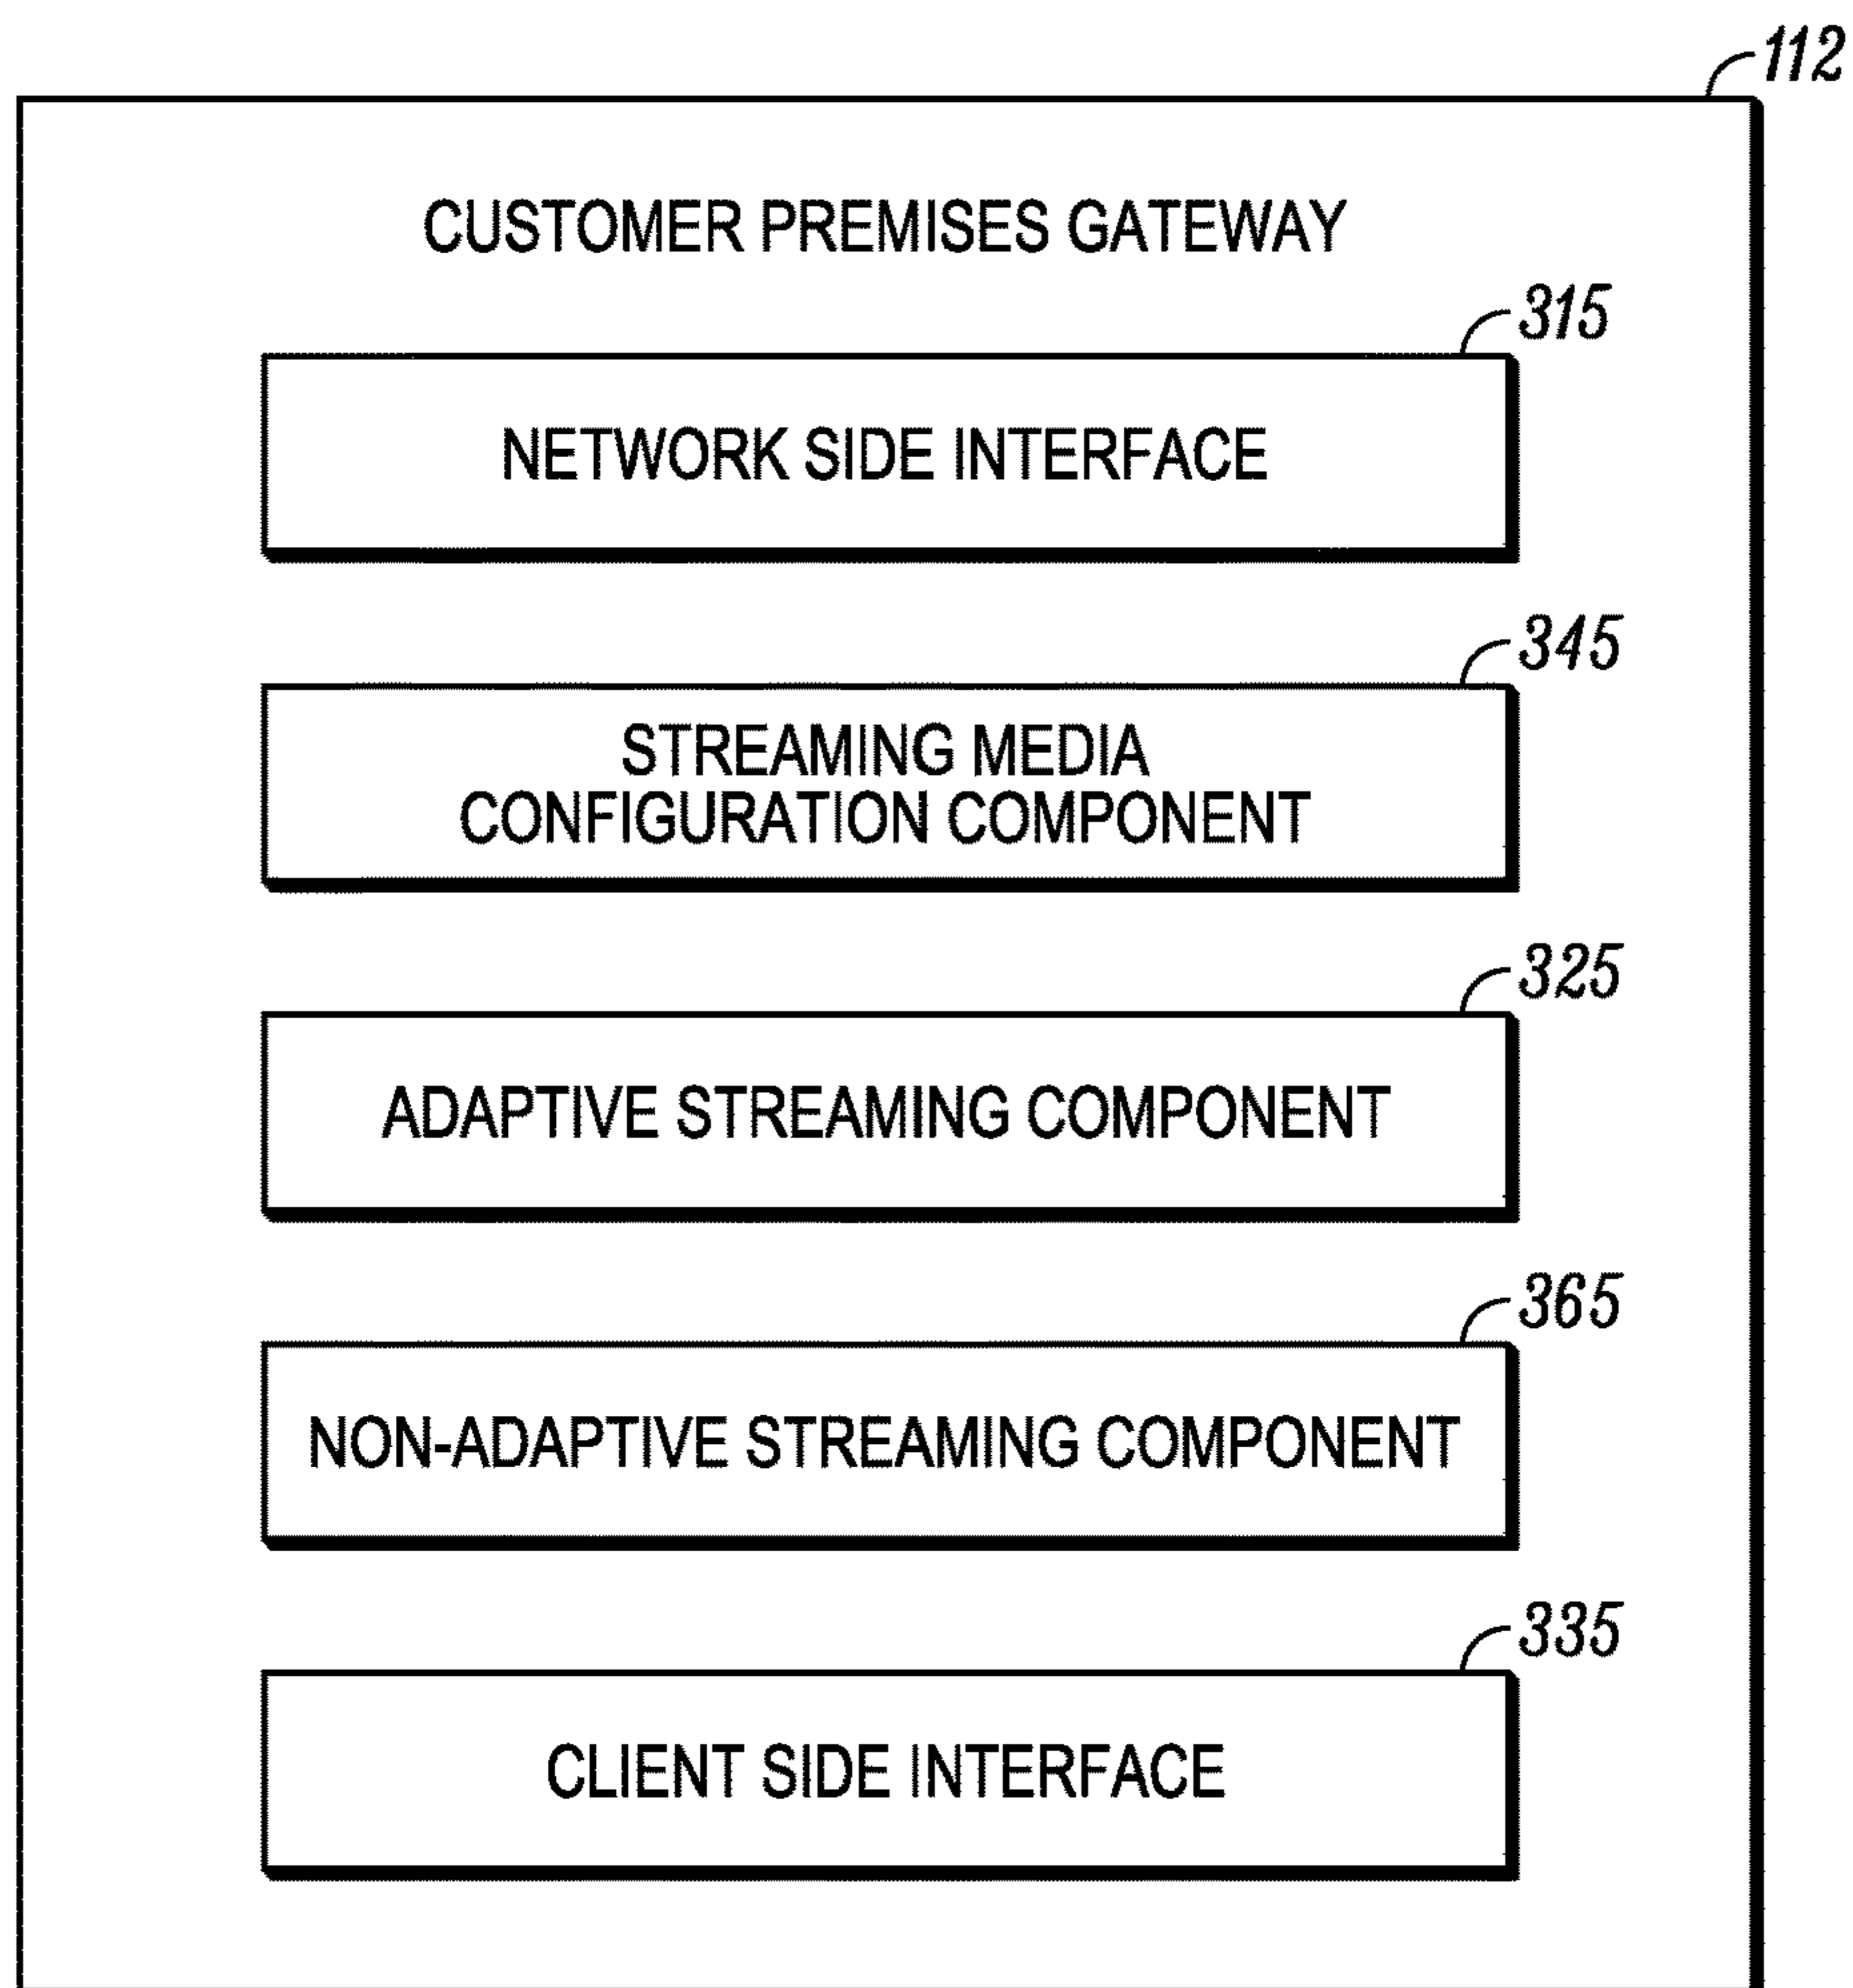 112
CUSTOMER PREMISES GATEWAY
315
NETWORK SIDE INTERFACE
345
STREAMING MEDIA
CONFIGURATION COMPONENT
325
ADAPTIVE STREAMING COMPONENT
365
NON-ADAPTIVE STREAMING COMPONENT
335
CLIENT SIDE INTERFACE